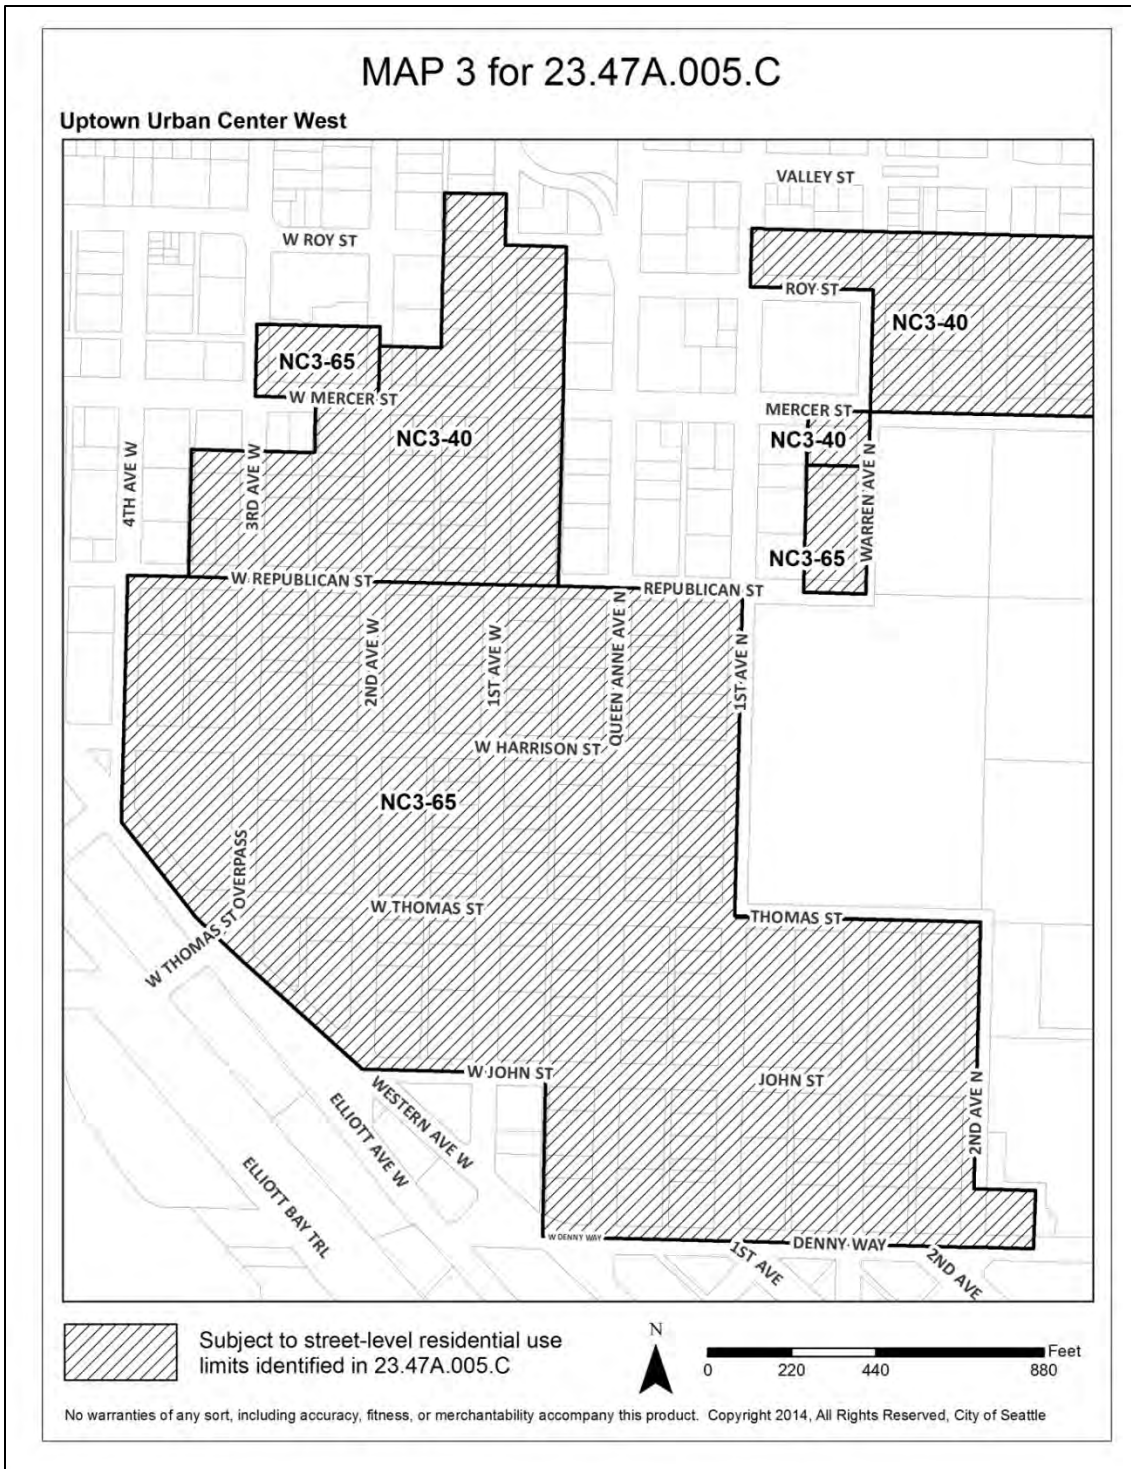 MAP 3 for 23.47A.005.C
Uptown Urban Center West
VALLEY ST
W ROY ST
ROY ST
NC3-40
NC3-65
W MERCER ST
MERCER ST
NC3-40
NC3-40
4TH AVE W
3RD AVE W
WARREN AVE N
NC3-65
W REPUBLICAN ST
REPUBLICAN ST
2ND AVE W
1ST AVE W
QUEEN ANNE AVE N
1ST AVE N
W HARRISON ST
NC3-65
W THOMAS ST OVERPASS
W THOMAS ST
THOMAS ST
W JOHN ST
JOHN ST
2ND AVE N
WESTERN AVE W
ELLIOTT AVE W
ELLIOTT BAY TRL
W DENNY WAY
DENNY WAY
1ST AVE
2ND AVE
Subject to street-level residential use
limits identified in 23.47A.005.C
N
Feet
0 220 440 880
No warranties of any sort, including accuracy, fitness, or merchantability accompany this product. Copyright 2014, All Rights Reserved, City of Seattle